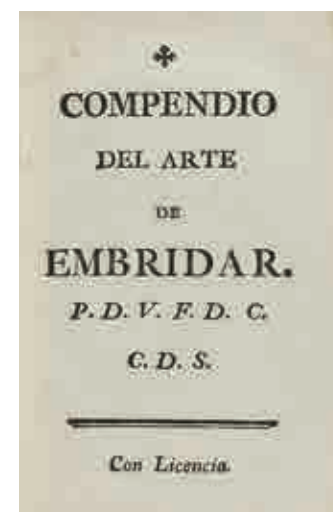 COMPENDIO
DEL ARTE
DE
EMBRIDAR.
P. D. V. F. D. C.
C. D. S.
Con Licencia.